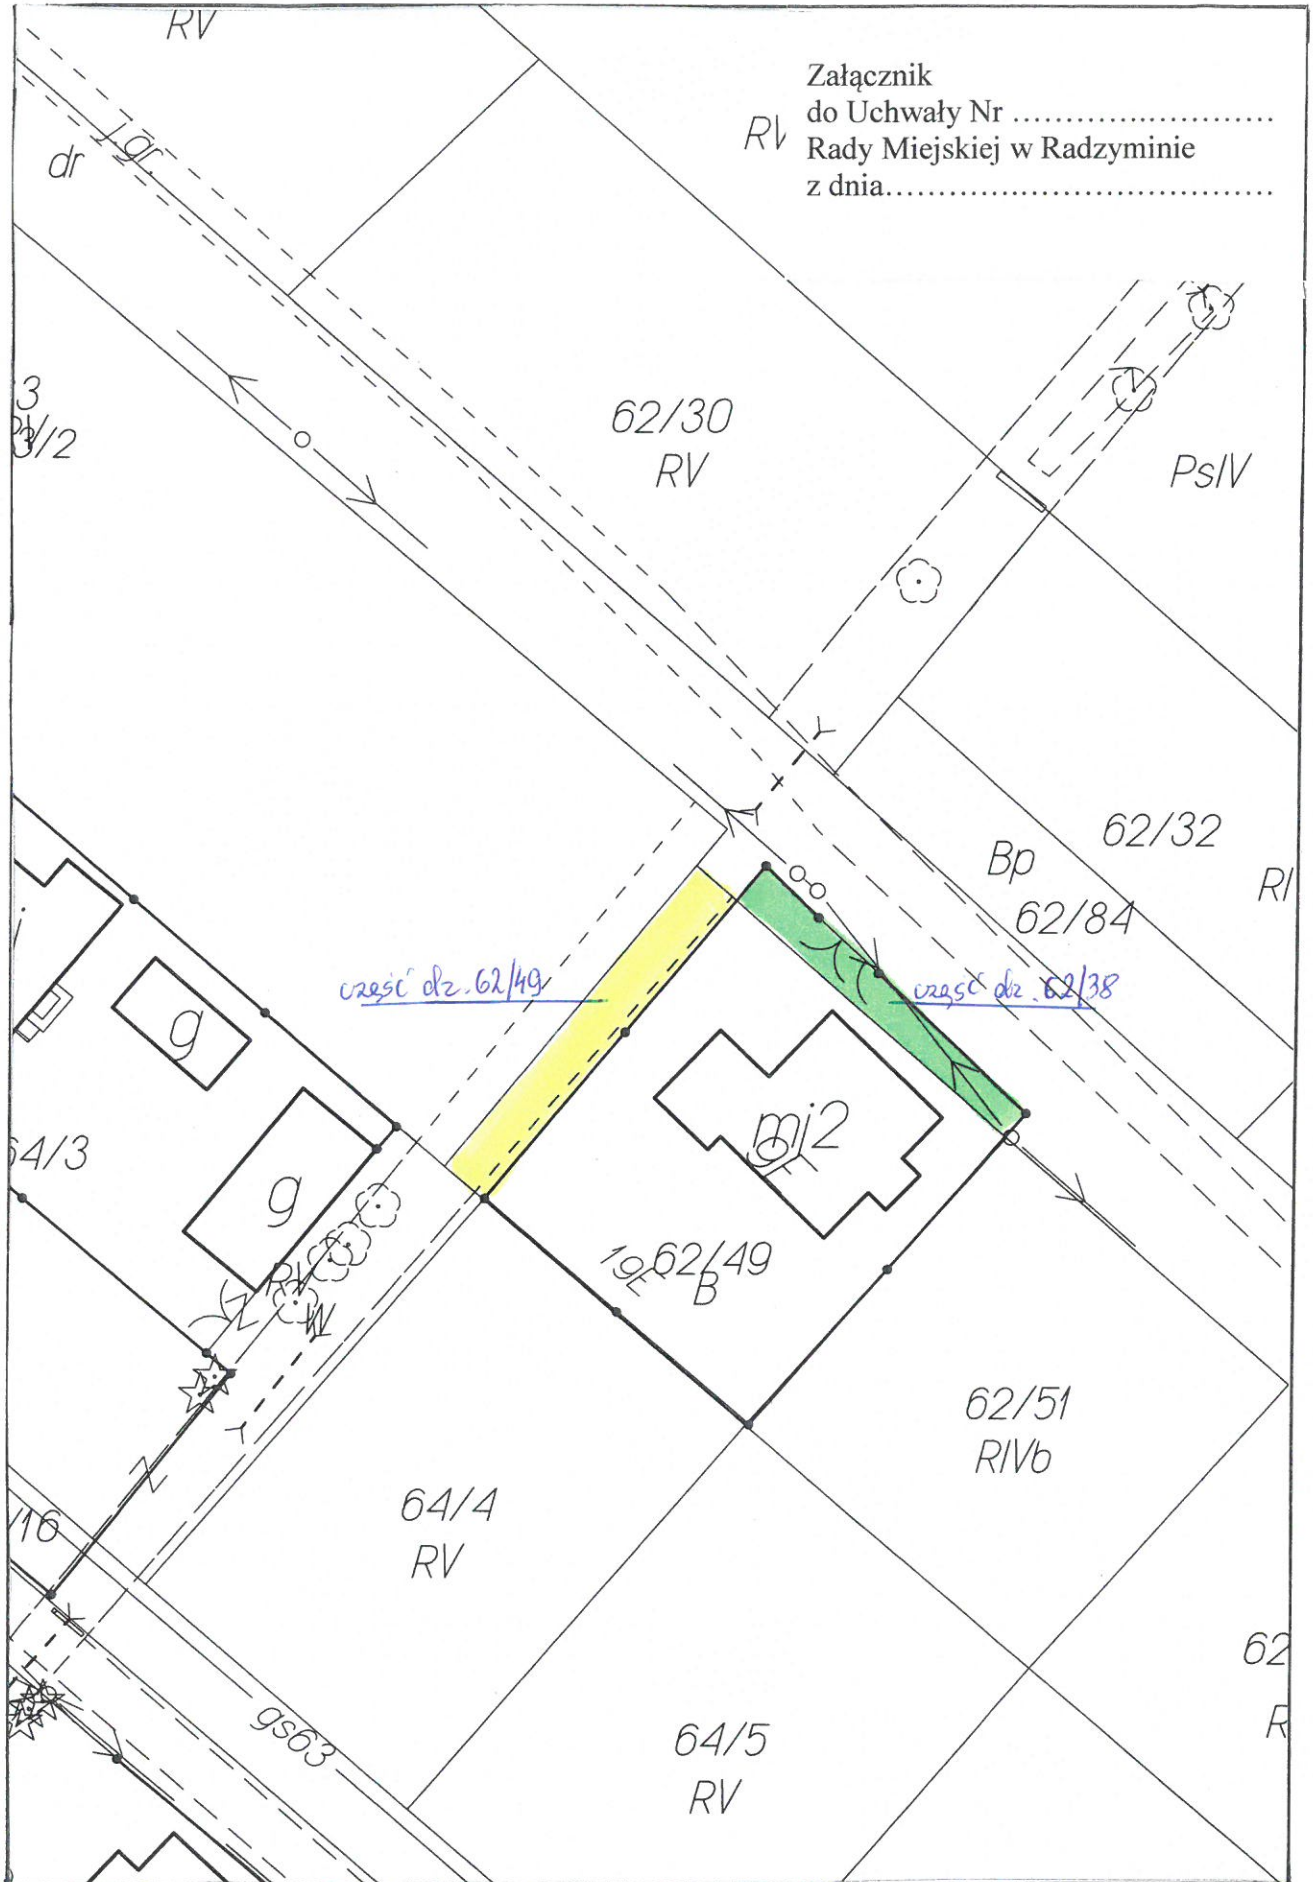 RV
Załącznik
do Uchwały Nr ..............................
RV Rady Miejskiej w Radzyminie
z dnia...........................................
gr.
dr
62/30
RV
PsIV
3
3/2
62/32
Bp
RI
62/84
część dz. 62/49
część dz. 62/38
g
g
64/3
mj2
19E
62/49
B
RV
W
62/51
RIVb
64/4
RV
/16
62
R
gs63
64/5
RV